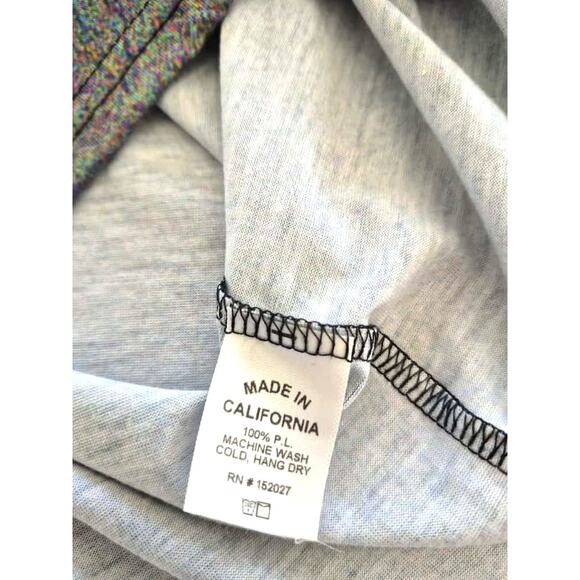 MADE IN
CALIFORNIA
100% P.L.
MACHINE WASH
COLD, HANG DRY
RN # 152027